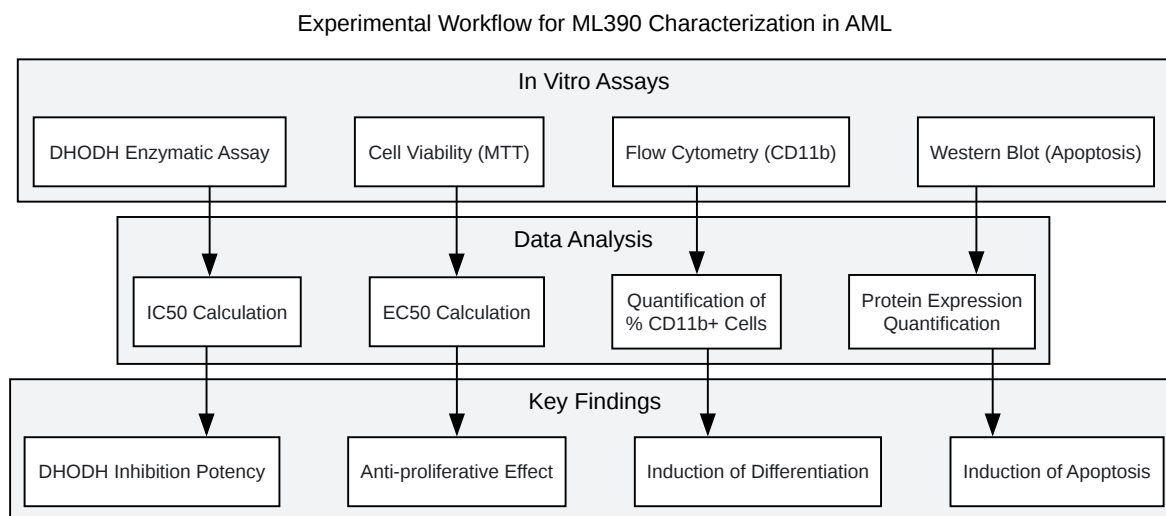 Experimental Workflow for ML390 Characterization in AML
In Vitro Assays
DHODH Enzymatic Assay
Cell Viability (MTT)
Flow Cytometry (CD11b)
Western Blot (Apoptosis)
Data Analysis
IC50 Calculation
EC50 Calculation
Quantification of
% CD11b+ Cells
Protein Expression
Quantification
Key Findings
DHODH Inhibition Potency
Anti-proliferative Effect
Induction of Differentiation
Induction of Apoptosis